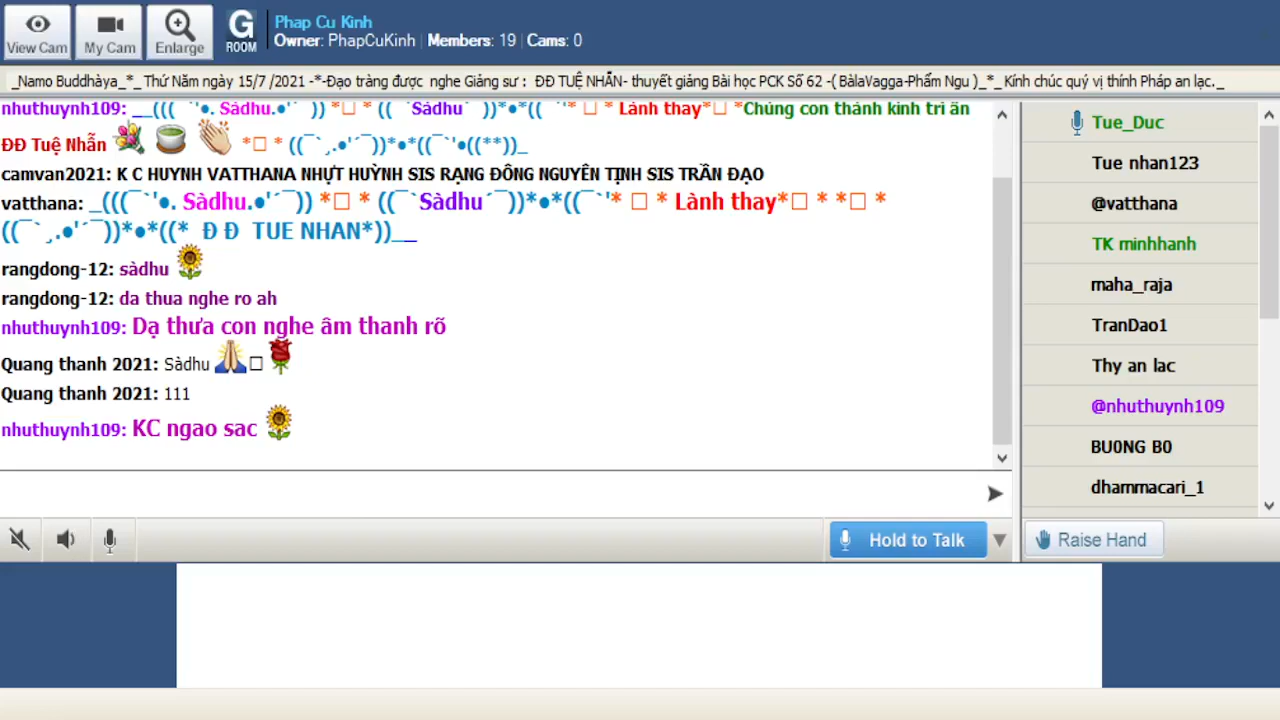 View Cam
My Cam
Enlarge
G
ROOM
Phap Cu Kinh
Owner: PhapCuKinh | Members: 19 | Cams: 0
_Namo Buddhàya_*_ Thứ Năm ngày 15/7 /2021 -*-Đạo tràng được nghe Giảng sư : ĐĐ TUỆ NHẪN- thuyết giảng Bài học PCK Số 62 -( BàlaVagga-Phẩm Ngu )_*_Kính chúc quý vị thính Pháp an lạc._
nhuthuynh109: __(((¯`'•. Sàdhu.•'´¯)) *□ * ((¯`Sàdhu´¯))*•*((¯`'* □ * Lành thay*□ *Chúng con thành kính tri ân
ĐĐ Tuệ Nhẫn *□ * ((¯`¸.•'´¯))*•*((¯`'•((**))_
camvan2021: K C HUYNH VATTHANA NHỰT HUỲNH SIS RẠNG ĐÔNG NGUYÊN TỊNH SIS TRẦN ĐẠO
vatthana: _(((¯`'•. Sàdhu.•'´¯)) *□ * ((¯`Sàdhu´¯))*•*((¯`'* □ * Lành thay*□ * *□ *
((¯`¸.•'´¯))*•*((* Đ Đ TUE NHAN*))__
rangdong-12: sàdhu
rangdong-12: da thua nghe ro ah
nhuthuynh109: Dạ thưa con nghe âm thanh rõ
Quang thanh 2021: Sàdhu □
Quang thanh 2021: 111
nhuthuynh109: KC ngao sac
Hold to Talk
Tue_Duc
Tue nhan123
@vatthana
TK minhhanh
maha_raja
TranDao1
Thy an lac
@nhuthuynh109
BU0NG B0
dhammacari_1
Raise Hand